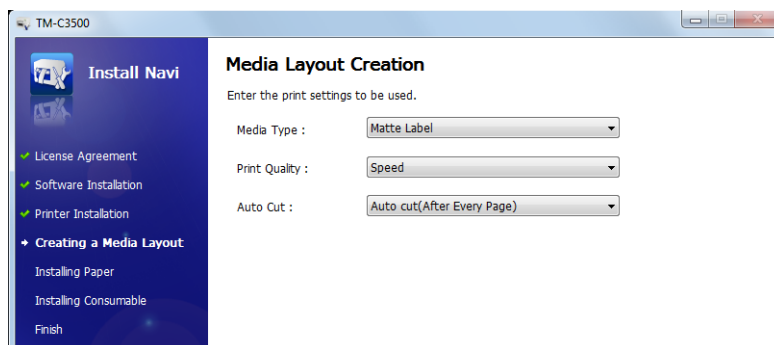 TM-C3500
Install Navi
License Agreement
Software Installation
Printer Installation
Creating a Media Layout
Installing Paper
Installing Consumable
Finish
Media Layout Creation
Enter the print settings to be used.
Media Type : Matte Label
Print Quality : Speed
Auto Cut : Auto cut(After Every Page)